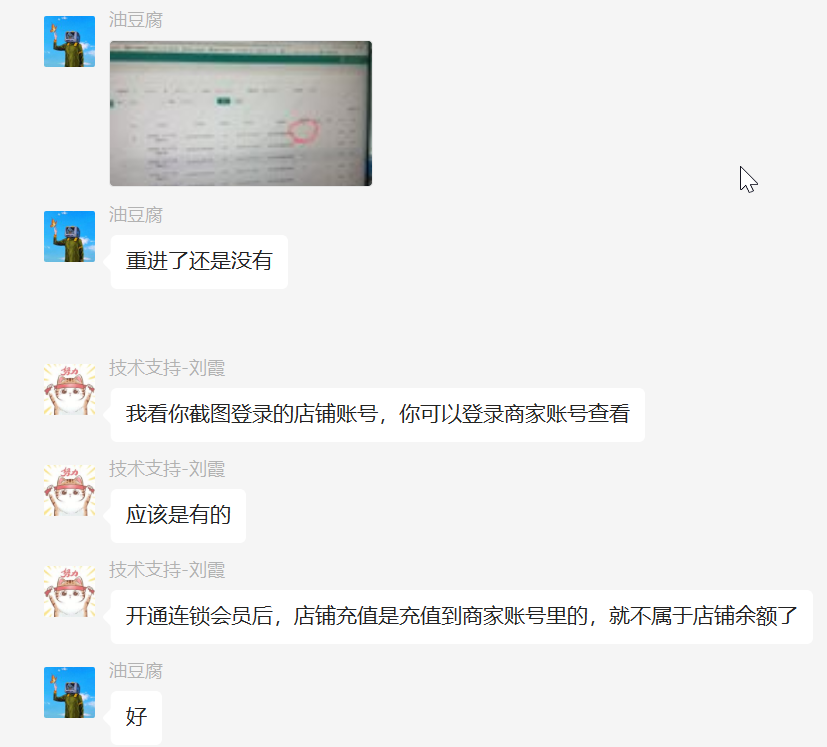 油豆腐
油豆腐
重进了还是没有
技术支持-刘霞
我看你截图登录的店铺账号，你可以登录商家账号查看
技术支持-刘霞
应该是有的
技术支持-刘霞
开通连锁会员后，店铺充值是充值到商家账号里的，就不属于店铺余额了
油豆腐
好